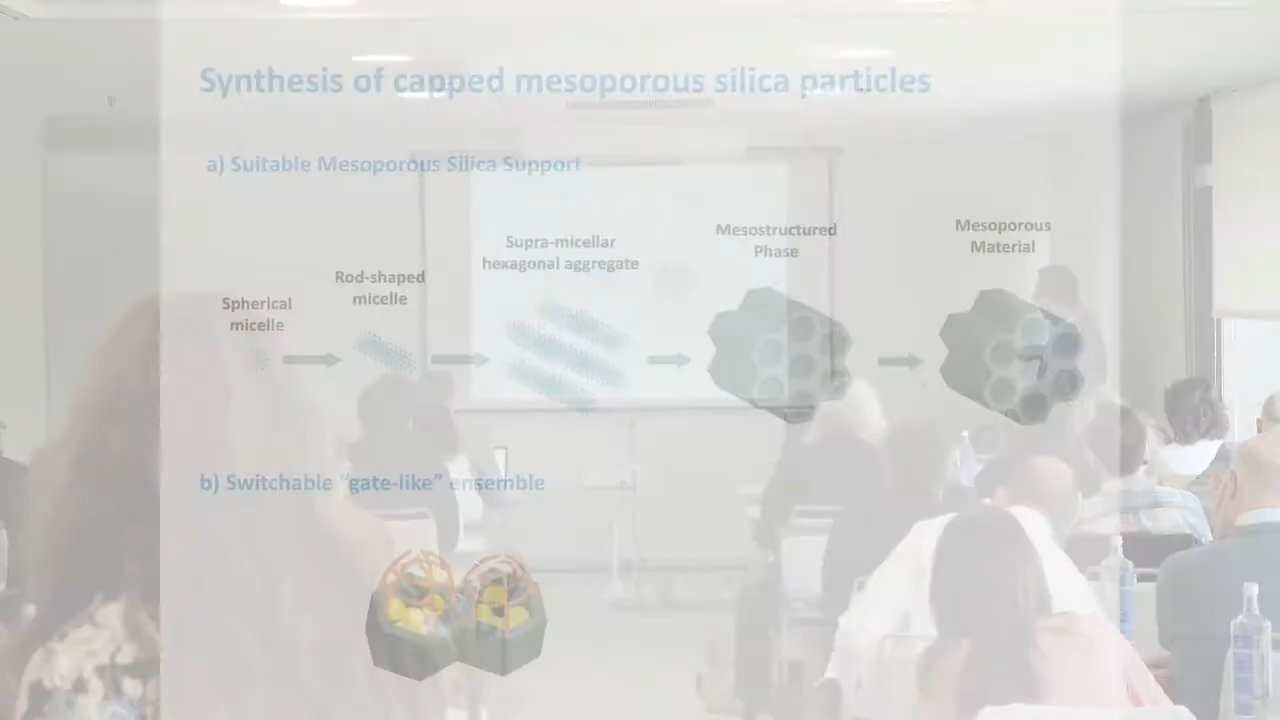 Synthesis of capped mesoporous silica particles
a) Suitable Mesoporous Silica Support
Spherical
micelle
Rod-shaped
micelle
Supra-micellar
hexagonal aggregate
Mesostructured
Phase
Mesoporous
Material
b) Switchable “gate-like” ensemble